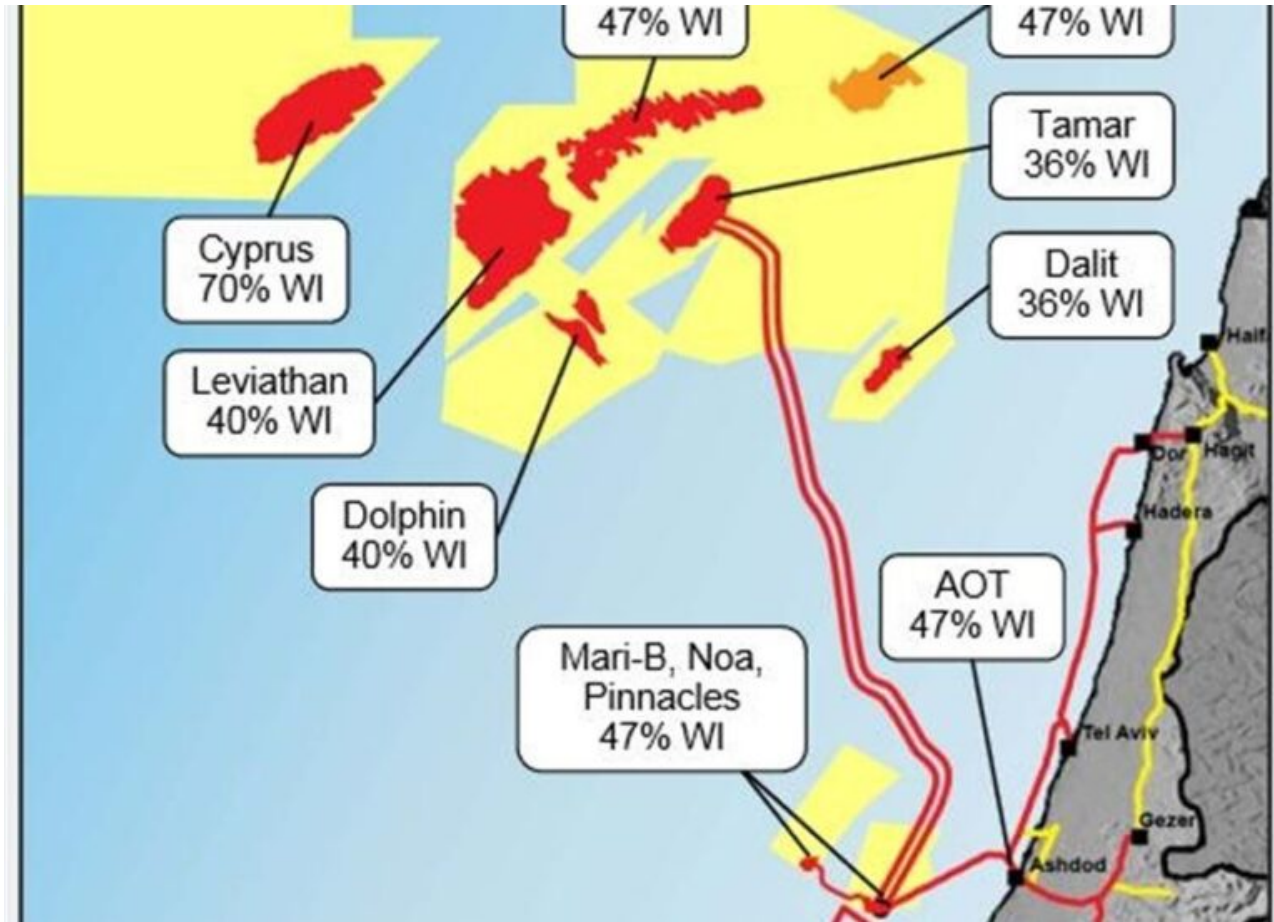 47% WI
47% WI
Tamar
36% WI
Cyprus
70% WI
Dalit
36% WI
Leviathan
40% WI
Dor
Hagit
Dolphin
40% WI
Hadera
AOT
47% WI
Mari-B, Noa,
Pinnacles
47% WI
Tel Aviv
Gezer
Ashdod